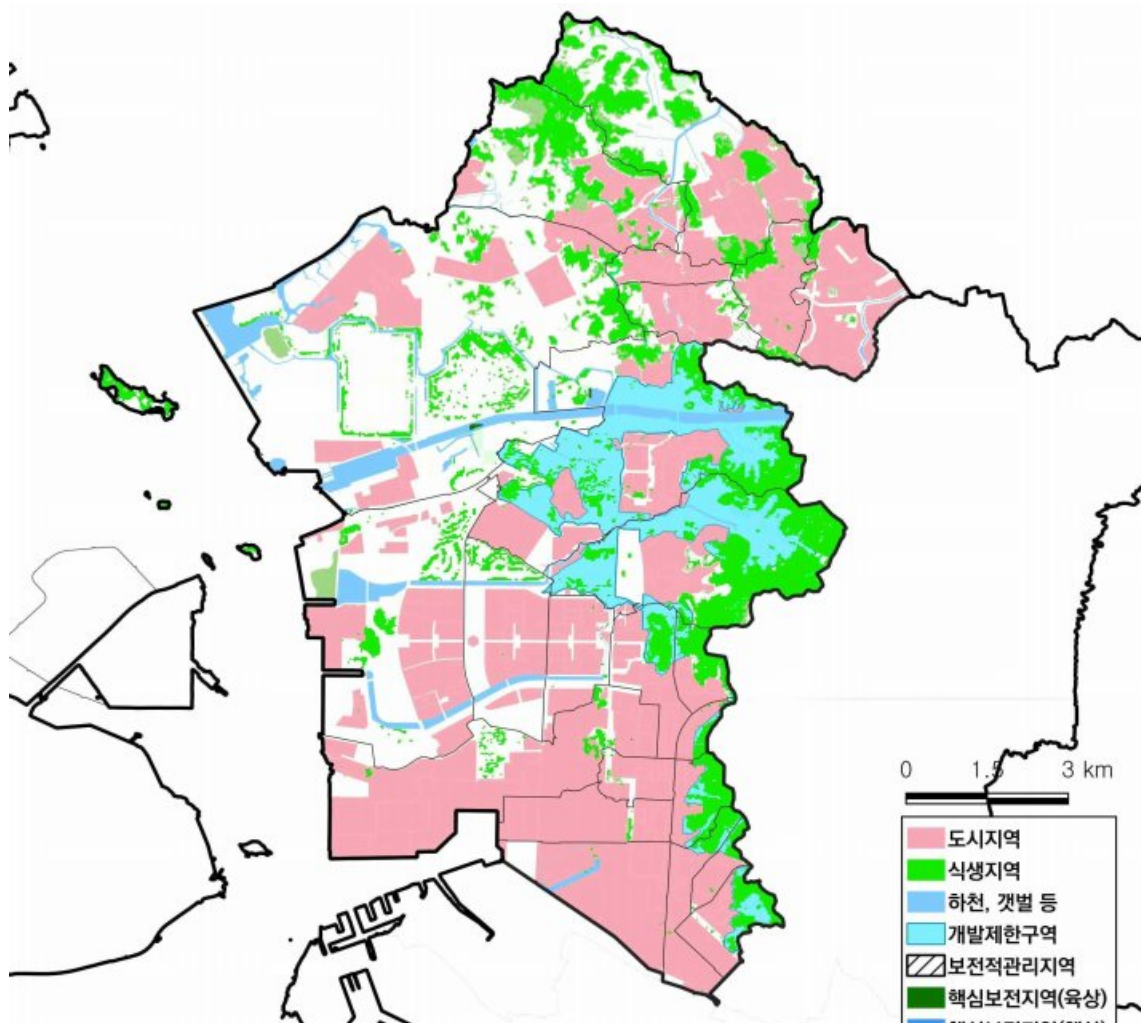 0 1.5 3 km
도시지역
식생지역
하천, 갯벌 등
개발제한구역
보전적관리지역
핵심보전지역(육상)